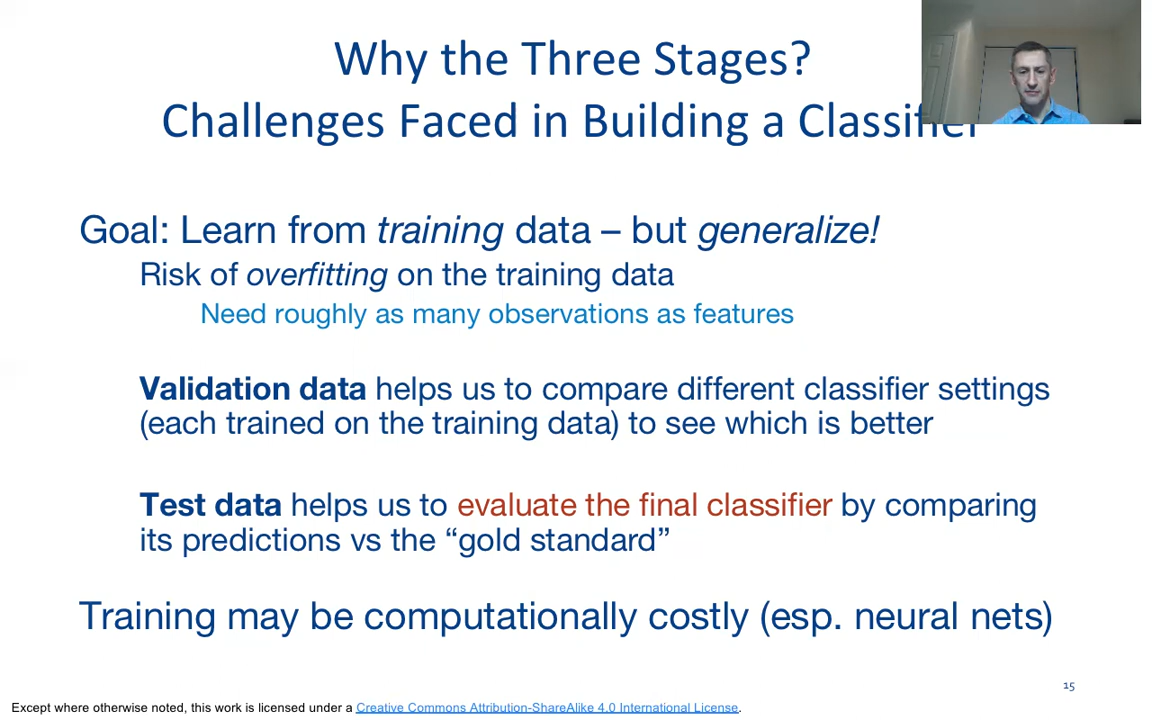 Why the Three Stages?
Challenges Faced in Building a Classifier
Goal: Learn from training data – but generalize!
Risk of overfitting on the training data
Need roughly as many observations as features
Validation data helps us to compare different classifier settings
(each trained on the training data) to see which is better
Test data helps us to evaluate the final classifier by comparing
its predictions vs the “gold standard”
Training may be computationally costly (esp. neural nets)
15
Except where otherwise noted, this work is licensed under a Creative Commons Attribution-ShareAlike 4.0 International License.